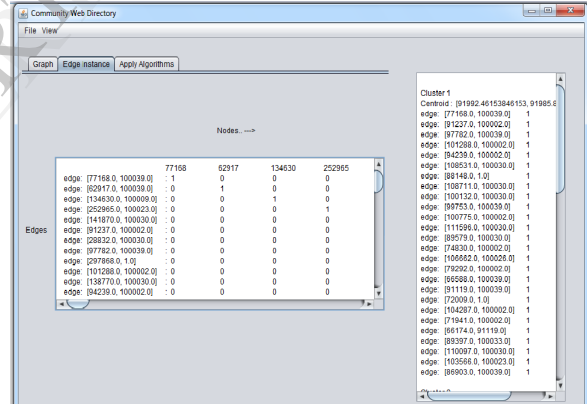 Community Web Directory
File View
Graph Edge instance Apply Algorithms
Nodes.. --->
77168 62917 134630 252965
edge: [77168.0, 100039.0] : 1 0 0 0
edge: [62917.0, 100039.0] : 0 1 0 0
edge: [134630.0, 100009.0] : 0 0 1 0
edge: [252965.0, 100023.0] : 0 0 0 1
edge: [141870.0, 100030.0] : 0 0 0 0
edge: [91237.0, 100002.0] : 0 0 0 0
edge: [28832.0, 100030.0] : 0 0 0 0
edge: [97782.0, 100039.0] : 0 0 0 0
edge: [297868.0, 1.0] : 0 0 0 0
edge: [101288.0, 100002.0] : 0 0 0 0
edge: [138770.0, 100030.0] : 0 0 0 0
edge: [94239.0, 100002.0] : 0 0 0 0
Edges
Cluster 1
Centroid : [91992.46153846153, 91985.8
edge: [77168.0, 100039.0] 1
edge: [91237.0, 100002.0] 1
edge: [97782.0, 100039.0] 1
edge: [101288.0, 100002.0] 1
edge: [94239.0, 100002.0] 1
edge: [108531.0, 100030.0] 1
edge: [88148.0, 1.0] 1
edge: [108711.0, 100030.0] 1
edge: [100132.0, 100030.0] 1
edge: [99753.0, 100039.0] 1
edge: [100775.0, 100002.0] 1
edge: [111596.0, 100030.0] 1
edge: [89579.0, 100030.0] 1
edge: [74830.0, 100002.0] 1
edge: [106662.0, 100026.0] 1
edge: [79292.0, 100002.0] 1
edge: [66588.0, 100039.0] 1
edge: [91119.0, 100039.0] 1
edge: [72009.0, 1.0] 1
edge: [104287.0, 100002.0] 1
edge: [71941.0, 100002.0] 1
edge: [66174.0, 91119.0] 1
edge: [89397.0, 100033.0] 1
edge: [110097.0, 100030.0] 1
edge: [103566.0, 100023.0] 1
edge: [86903.0, 100039.0] 1